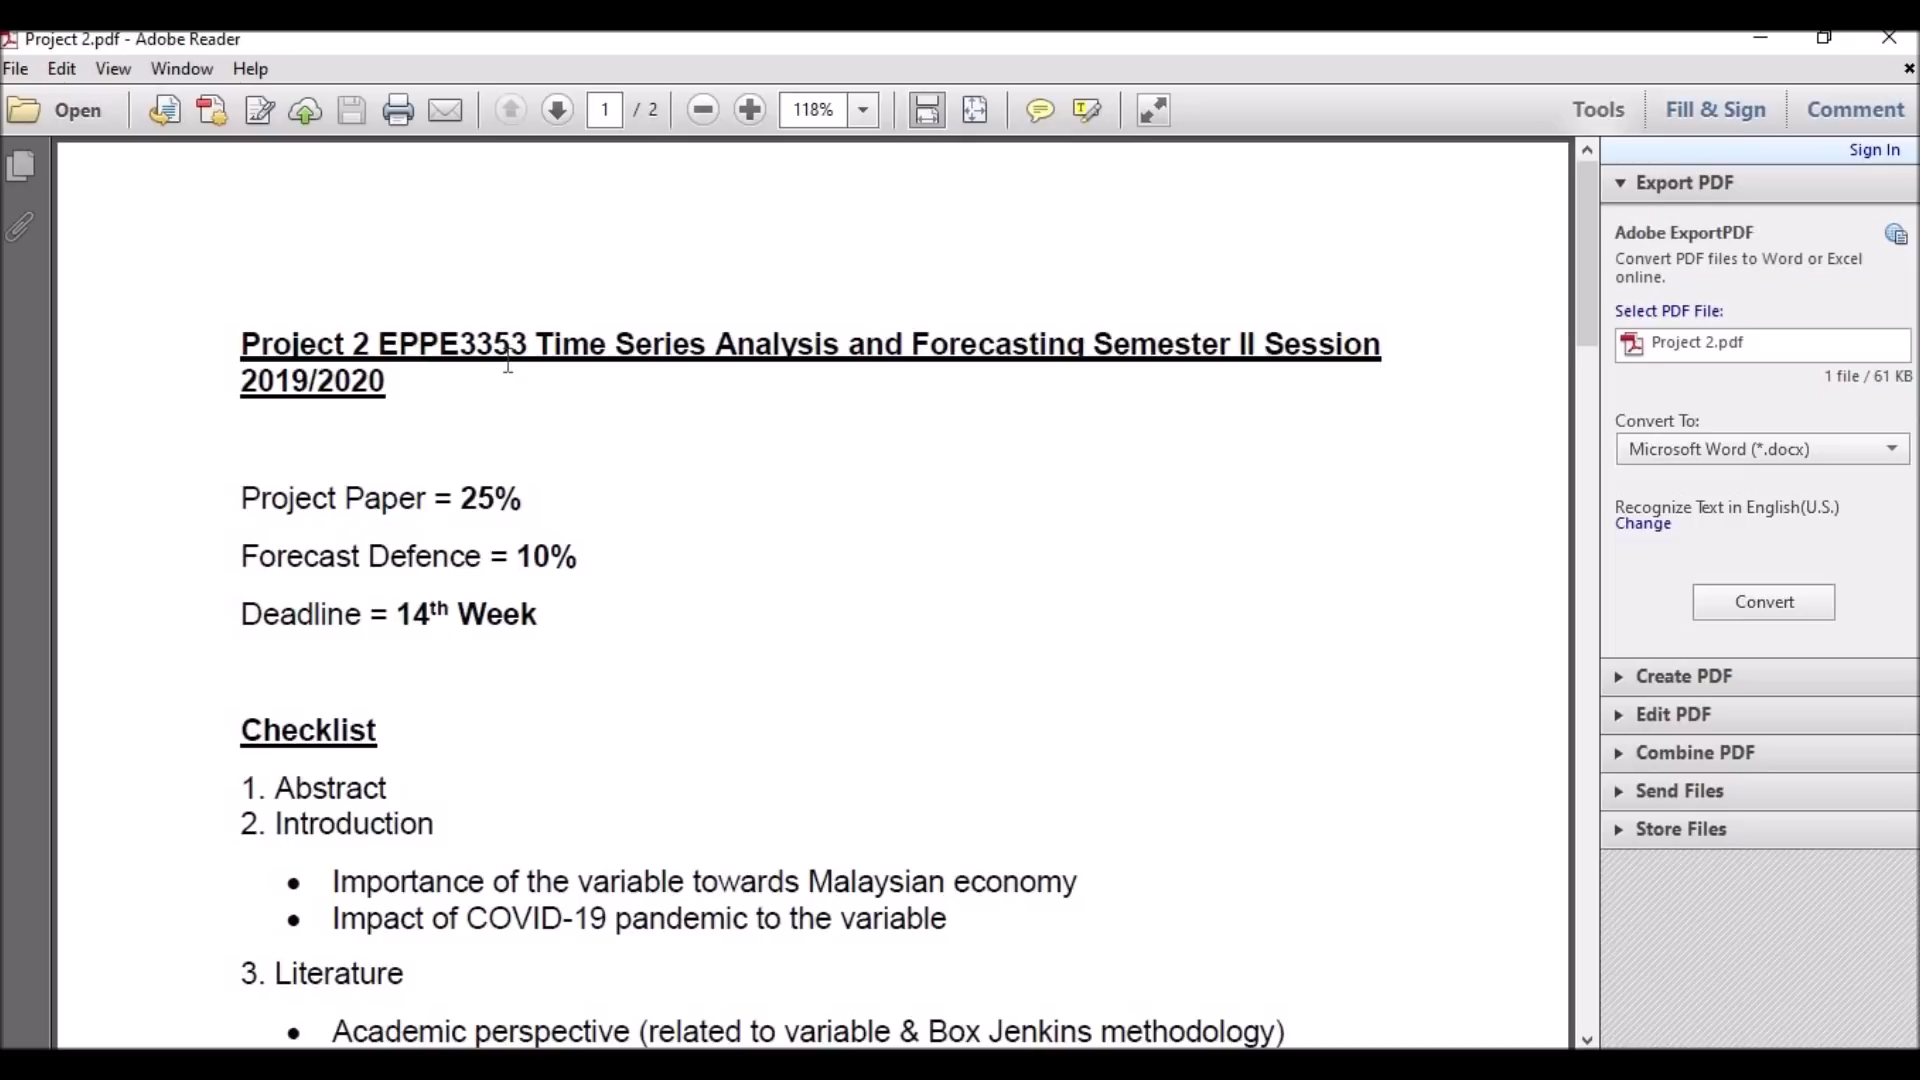 Project 2.pdf - Adobe Reader
File Edit View Window Help
Open 1 / 2 118% Tools Fill & Sign Comment
Sign In
Export PDF
Adobe ExportPDF
Convert PDF files to Word or Excel
online.
Select PDF File:
Project 2.pdf
1 file / 61 KB
Convert To:
Microsoft Word (*.docx)
Recognize Text in English(U.S.)
Change
Convert
Create PDF
Edit PDF
Combine PDF
Send Files
Store Files
Project 2 EPPE3353 Time Series Analysis and Forecasting Semester II Session
2019/2020
Project Paper = 25%
Forecast Defence = 10%
Deadline = 14th Week
Checklist
1. Abstract
2. Introduction
• Importance of the variable towards Malaysian economy
• Impact of COVID-19 pandemic to the variable
3. Literature
• Academic perspective (related to variable & Box Jenkins methodology)